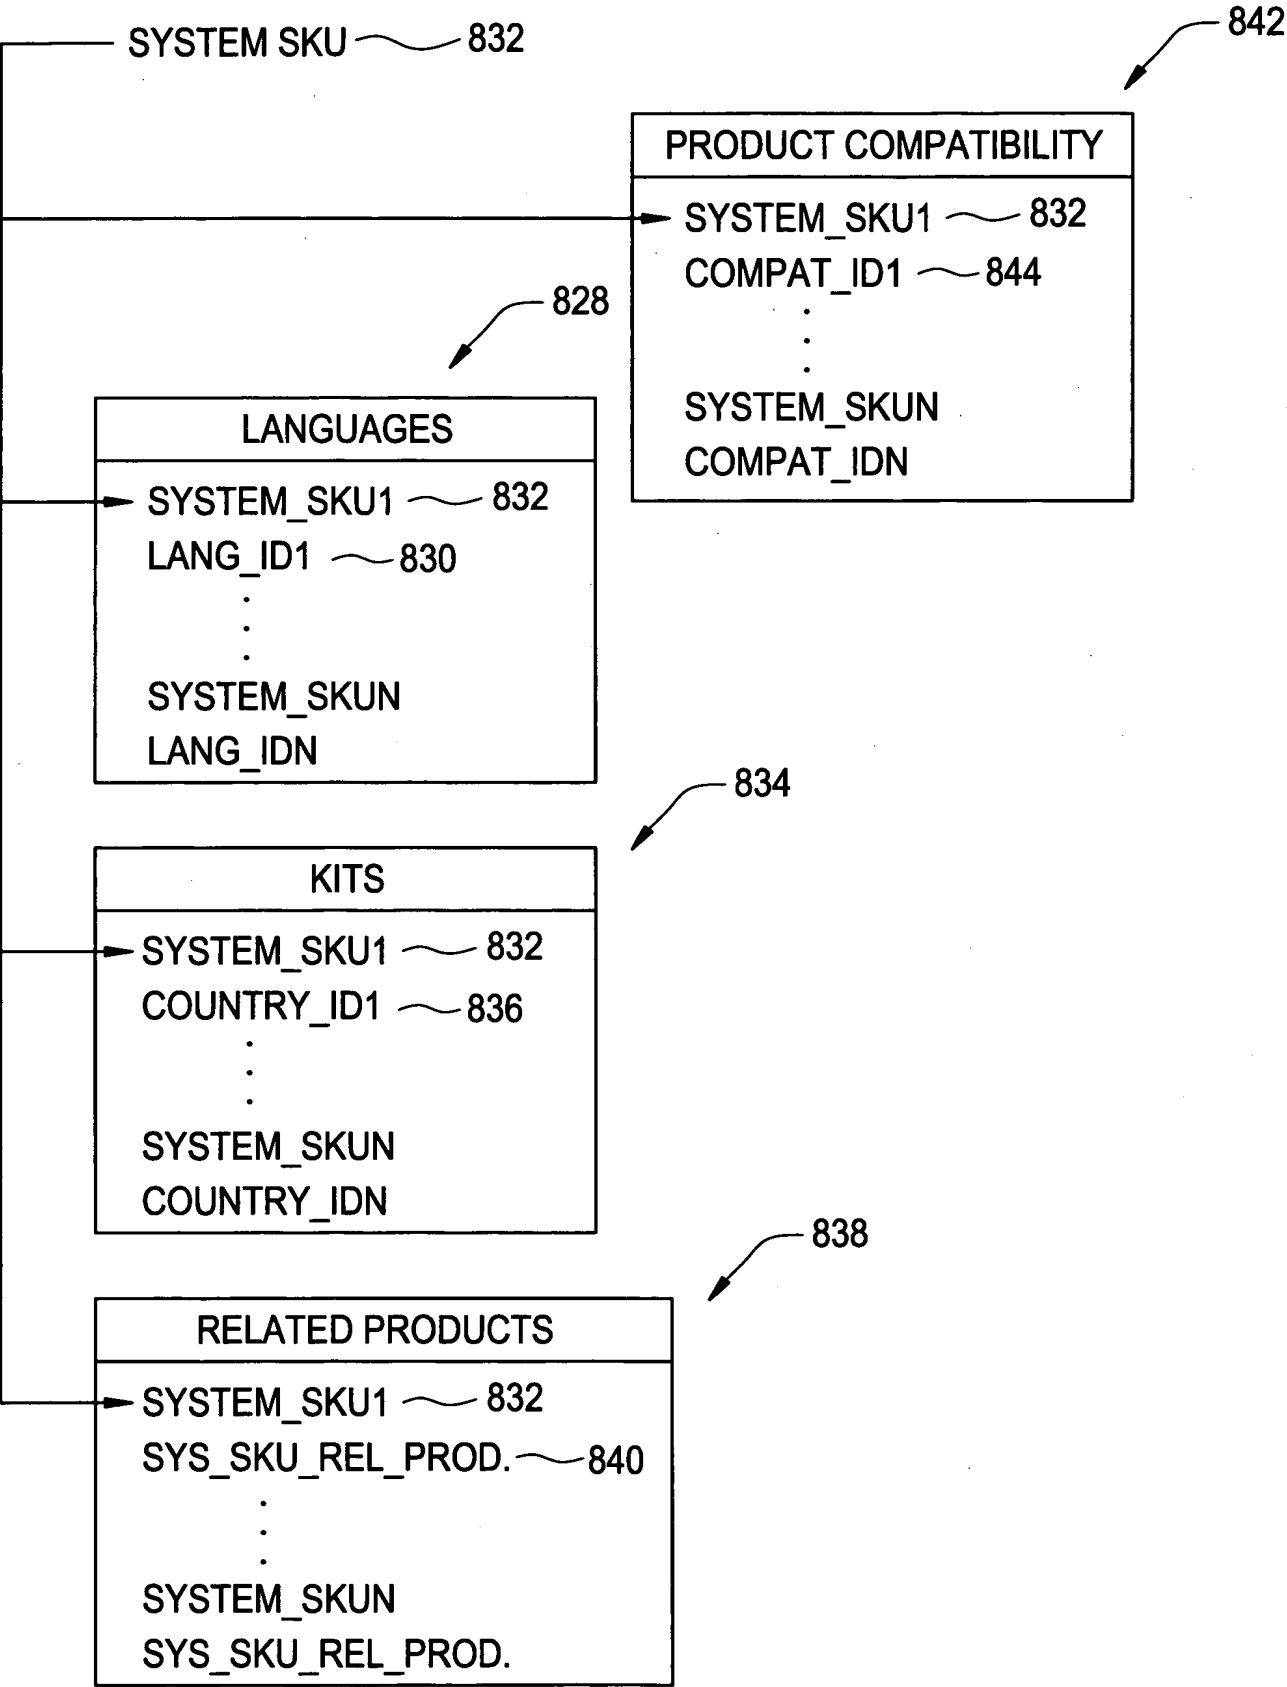 SYSTEM SKU 832
842
PRODUCT COMPATIBILITY
SYSTEM_SKU1 832
COMPAT_ID1 844
SYSTEM_SKUN
COMPAT_IDN
828
LANGUAGES
SYSTEM_SKU1 832
LANG_ID1 830
SYSTEM_SKUN
LANG_IDN
834
KITS
SYSTEM_SKU1 832
COUNTRY_ID1 836
SYSTEM_SKUN
COUNTRY_IDN
838
RELATED PRODUCTS
SYSTEM_SKU1 832
SYS_SKU_REL_PROD. 840
SYSTEM_SKUN
SYS_SKU_REL_PROD.